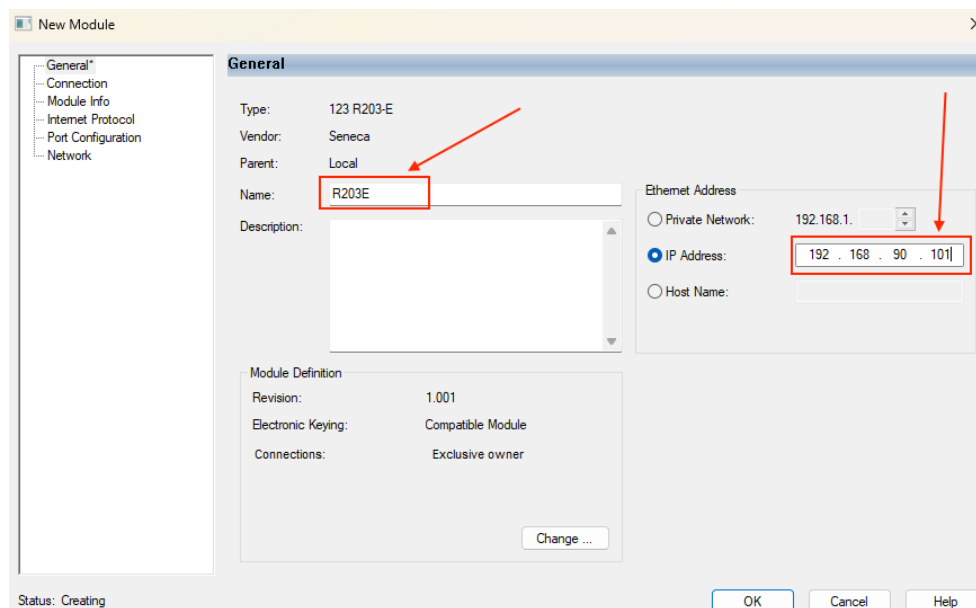 New Module
General*
Connection
Module Info
Internet Protocol
Port Configuration
Network
General
Type: 123 R203-E
Vendor: Seneca
Parent: Local
Name: R203E
Description:
Ethernet Address
Private Network: 192.168.1.
IP Address: 192 . 168 . 90 . 101
Host Name:
Module Definition
Revision: 1.001
Electronic Keying: Compatible Module
Connections: Exclusive owner
Change ...
Status: Creating
OK Cancel Help